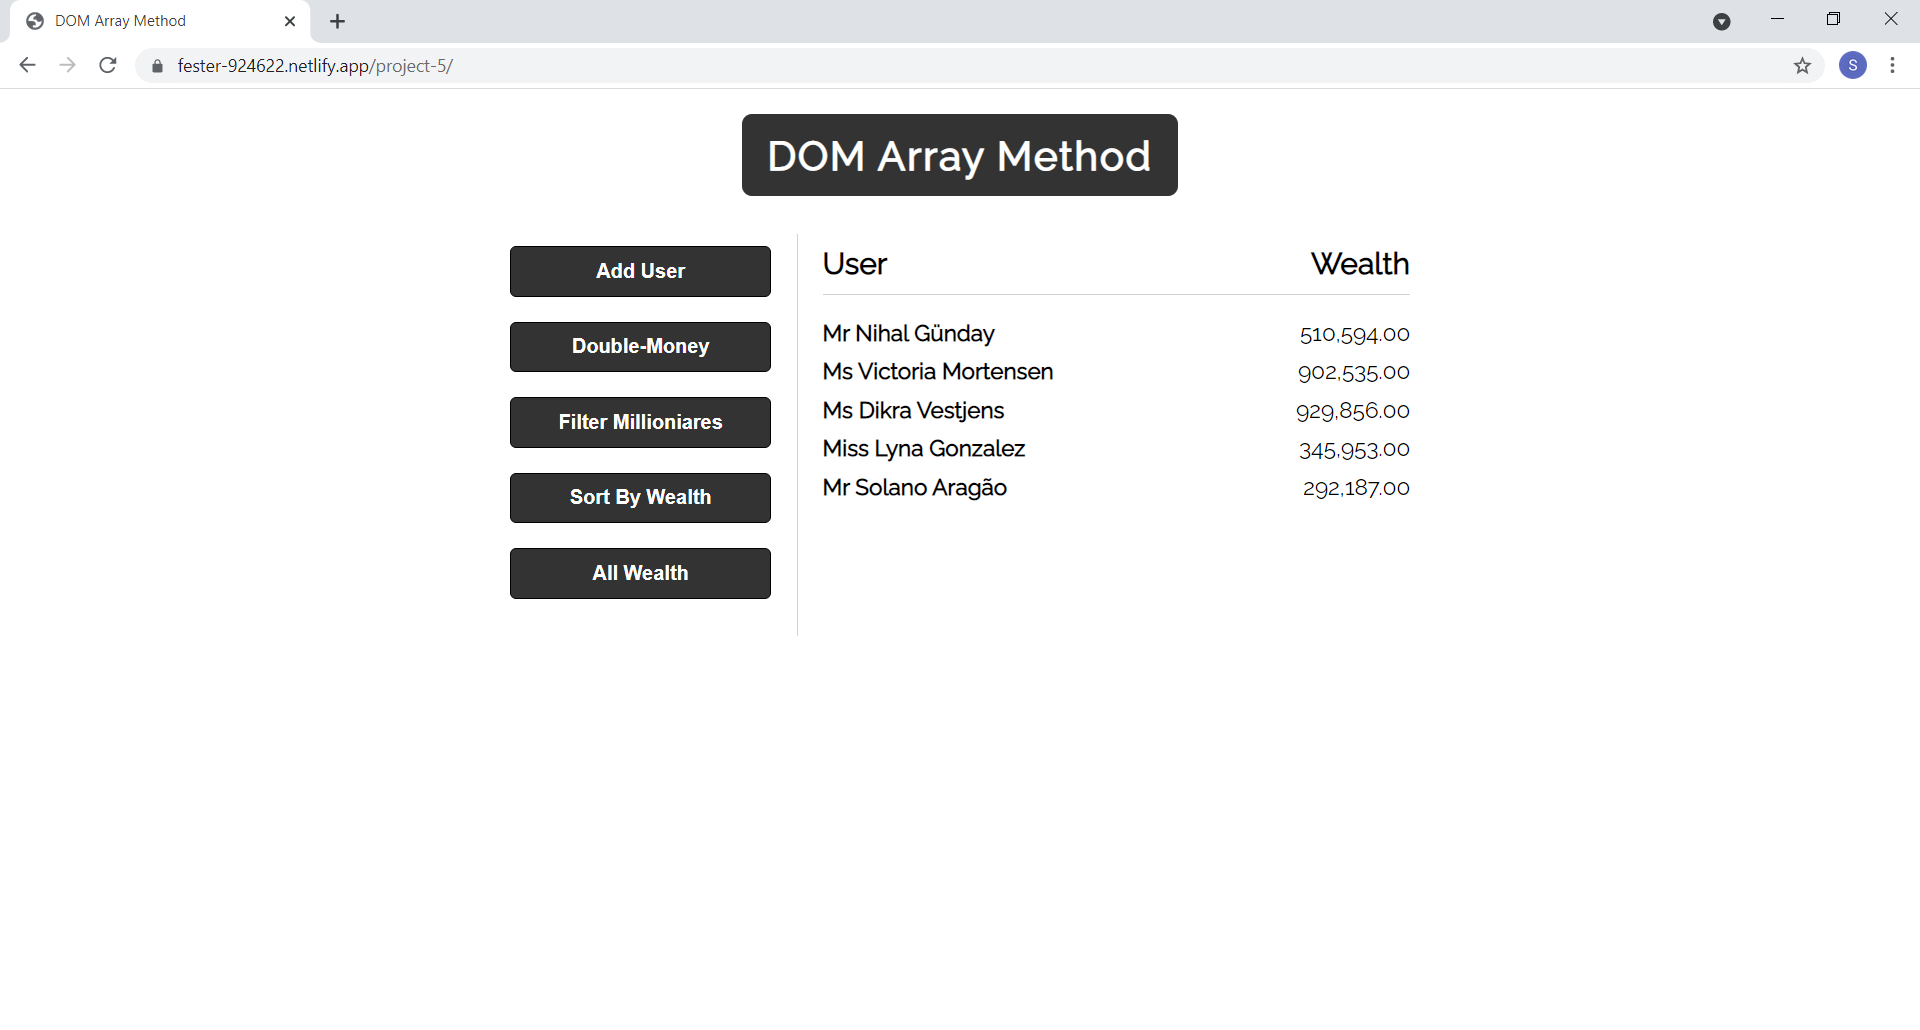 DOM Array Method
fester-924622.netlify.app/project-5/
S
DOM Array Method
Add User
Double-Money
Filter Millioniares
Sort By Wealth
All Wealth
User Wealth
Mr Nihal Günday 510,594.00
Ms Victoria Mortensen 902,535.00
Ms Dikra Vestjens 929,856.00
Miss Lyna Gonzalez 345,953.00
Mr Solano Aragão 292,187.00